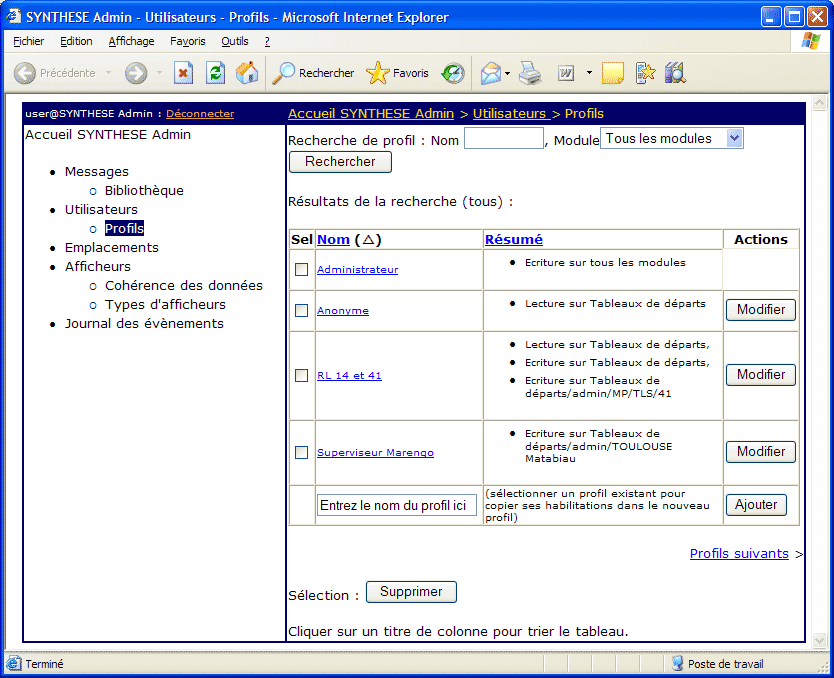 SYNTHESE Admin - Utilisateurs - Profils - Microsoft Internet Explorer
Fichier Edition Affichage Favoris Outils ?
Précédente Rechercher Favoris
user@SYNTHESE Admin : Déconnecter
Accueil SYNTHESE Admin > Utilisateurs > Profils
Accueil SYNTHESE Admin
Messages
Bibliothèque
Utilisateurs
Profils
Emplacements
Afficheurs
Cohérence des données
Types d'afficheurs
Journal des évènements
Recherche de profil : Nom , Module Tous les modules
Rechercher
Résultats de la recherche (tous) :
Sel Nom (△) Résumé Actions
Administrateur
Ecriture sur tous les modules
Anonyme
Lecture sur Tableaux de départs
Modifier
RL 14 et 41
Lecture sur Tableaux de départs,
Ecriture sur Tableaux de départs,
Ecriture sur Tableaux de
départs/admin/MP/TLS/41
Modifier
Superviseur Marengo
Ecriture sur Tableaux de
départs/admin/TOULOUSE
Matabiau
Modifier
Entrez le nom du profil ici
(sélectionner un profil existant pour
copier ses habilitations dans le nouveau
profil)
Ajouter
Profils suivants >
Sélection : Supprimer
Cliquer sur un titre de colonne pour trier le tableau.
Terminé
Poste de travail